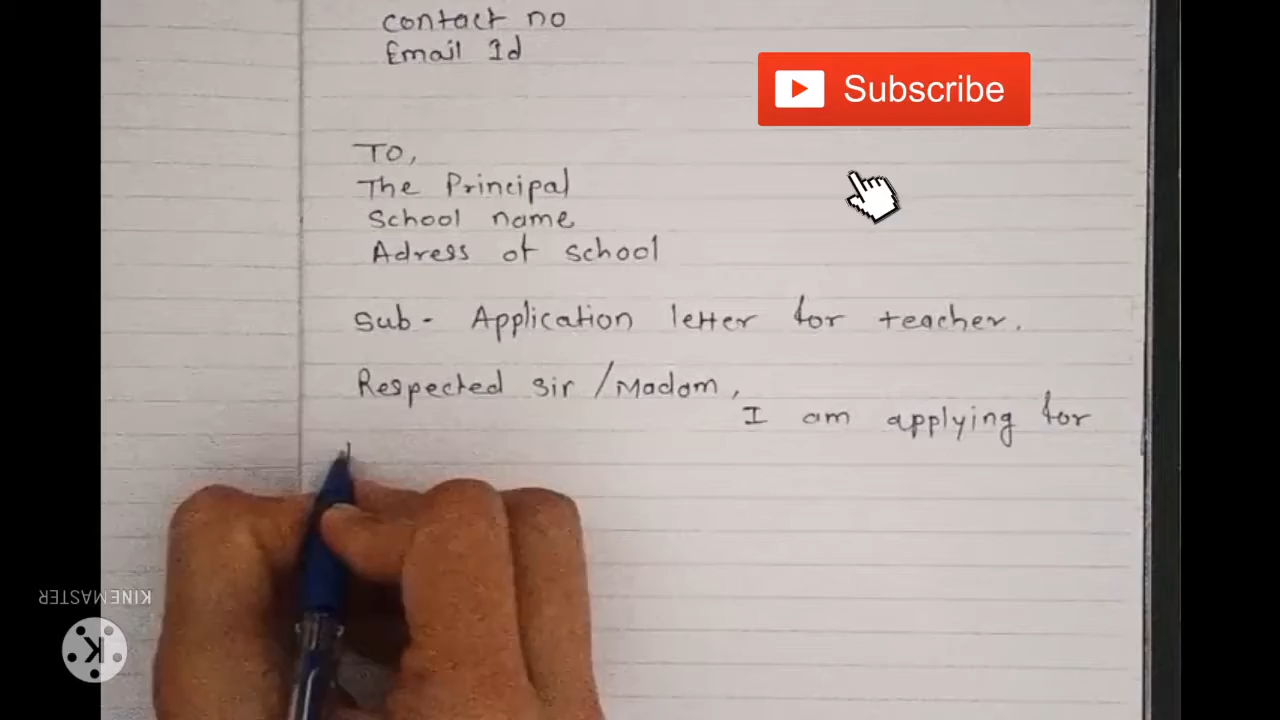 contact no
Email Id
Subscribe
To,
The Principal
School name
Adress of school
Sub - Application letter for teacher.
Respected Sir / Madam,
I am applying for
KINEMASTER
K